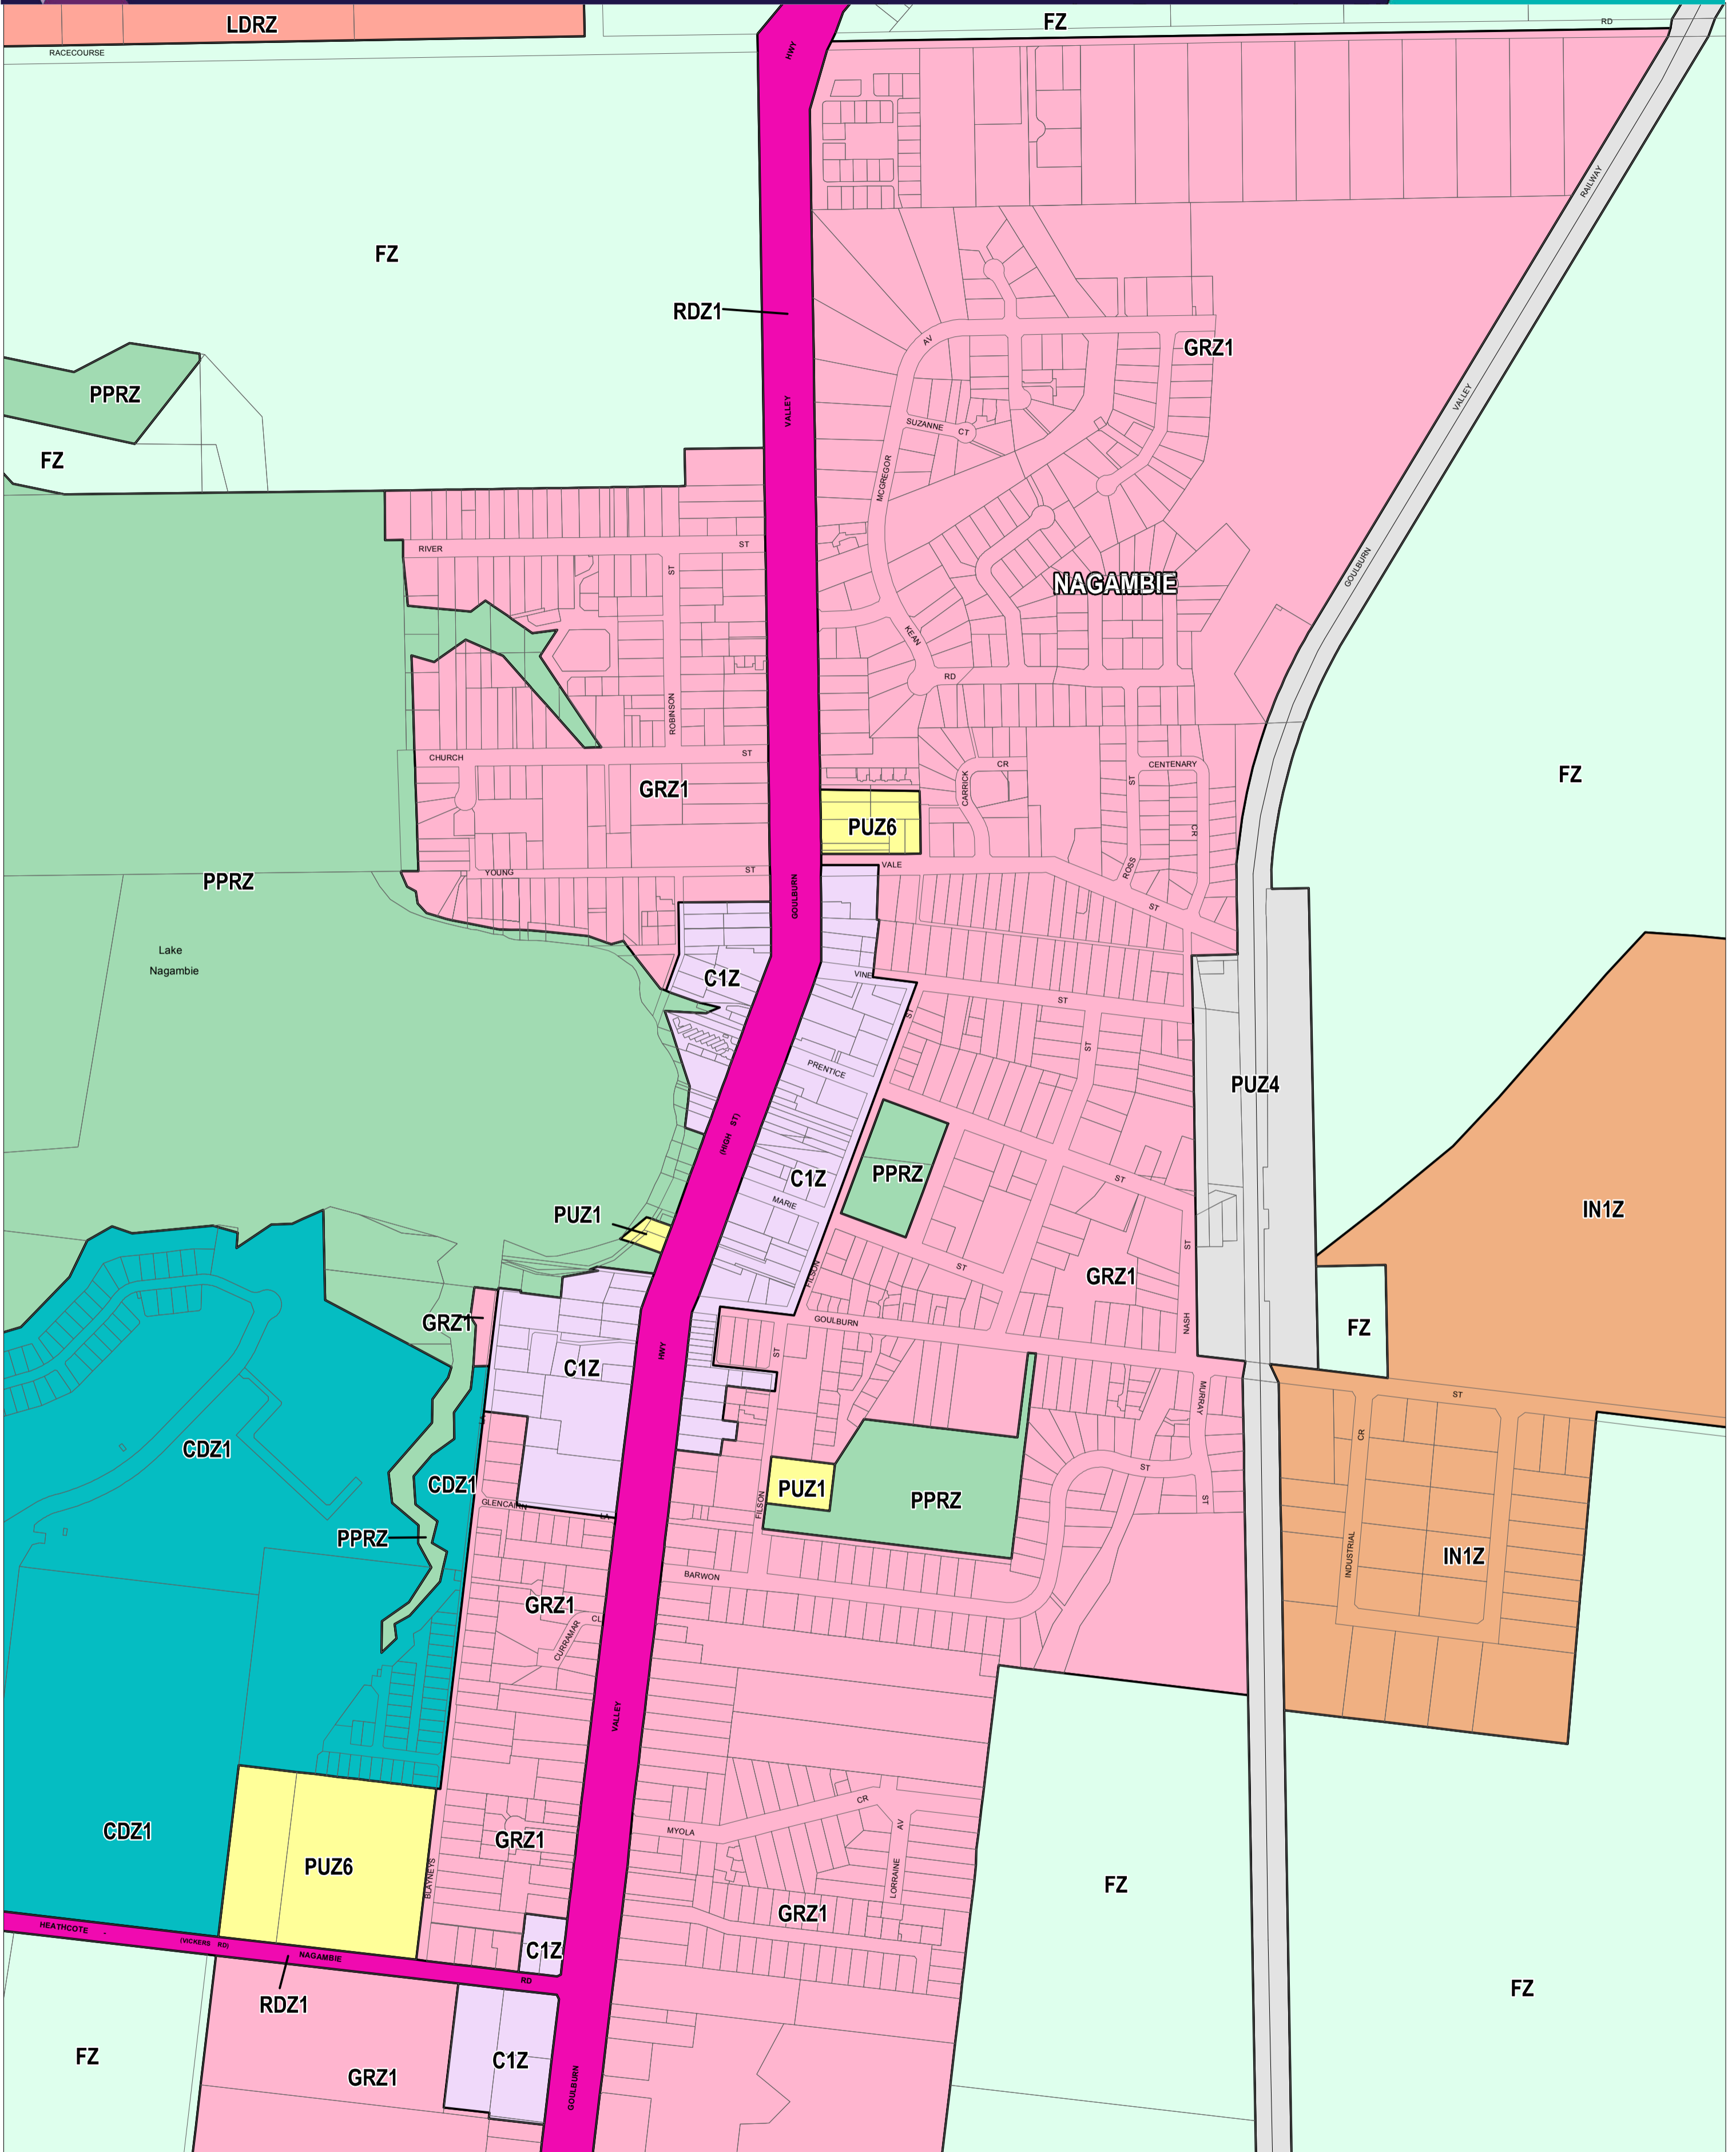 LDRZ
FZ
RD
RACECOURSE
HWY
RAILWAY
FZ
RDZ1
AV
GRZ1
PPRZ
VALLEY
VALLEY
SUZANNE CT
FZ
MCGREGOR
RIVER ST
ST
GOULBURN
NAGAMBIE
KEAN
RD
ROBINSON
CHURCH ST
CR
CENTENARY
ST
FZ
GRZ1
CARRICK
PUZ6
CR
YOUNG ST
VALE
ROSS
PPRZ
GOULBURN
ST
Lake
Nagambie
C1Z
VINE
ST
ST
ST
PRENTICE
PUZ4
(HIGH ST)
PPRZ
C1Z
ST
MARIE
PUZ1
IN1Z
ST
ST
FILSON
GRZ1
GRZ1
GOULBURN
NASH
FZ
HWY
ST
C1Z
MURRAY
ST
CR
CDZ1
CDZ1
ST
PUZ1
PPRZ
ST
GLENCAIRN LA
FILSON
PPRZ
INDUSTRIAL
IN1Z
BARWON
GRZ1
CL
CURRAMAR
VALLEY
CR
AV
MYOLA
CDZ1
GRZ1
PUZ6
BLAYNEYS
LORRAINE
FZ
GRZ1
HEATHCOTE - (VICKERS RD) NAGAMBIE RD
C1Z
RDZ1
FZ
FZ
C1Z
GRZ1
GOULBURN